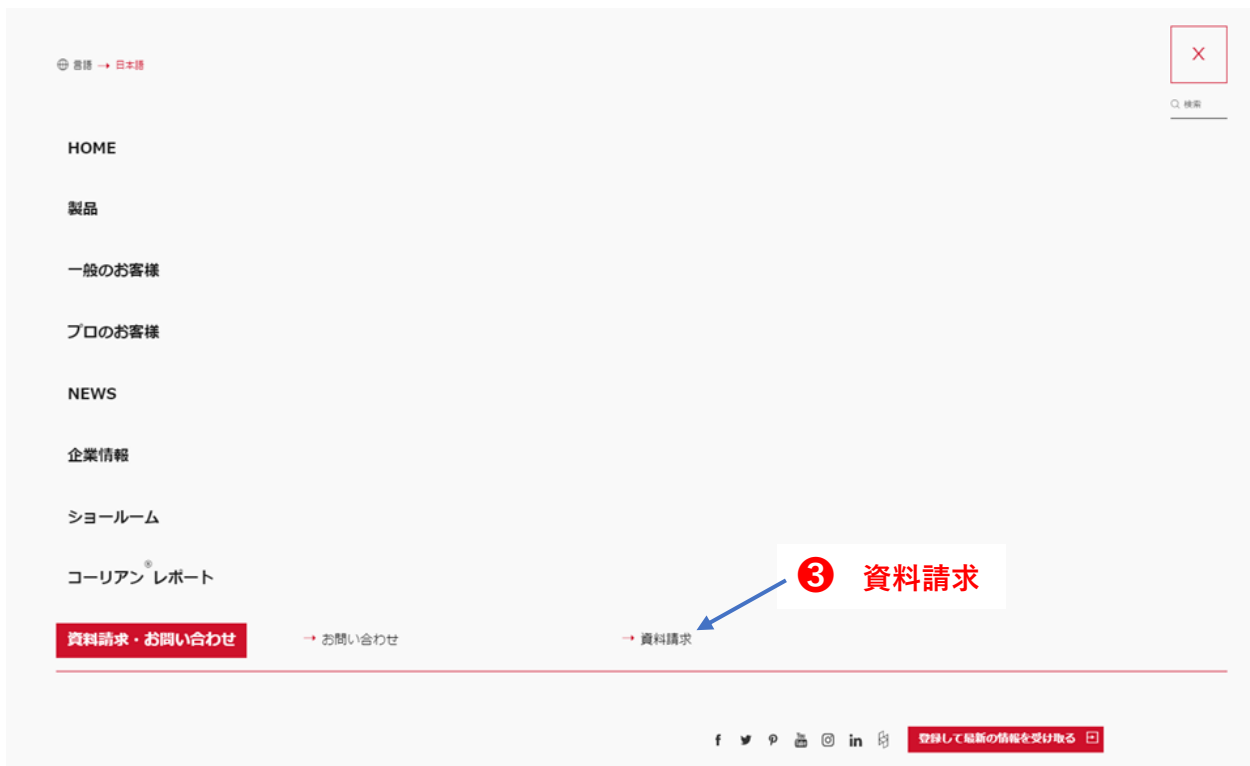 言語 → 日本語
X
検索
HOME
製品
一般のお客様
プロのお客様
NEWS
企業情報
ショールーム
コーリアン®レポート
❸ 資料請求
資料請求・お問い合わせ → お問い合わせ → 資料請求
登録して最新の情報を受け取る